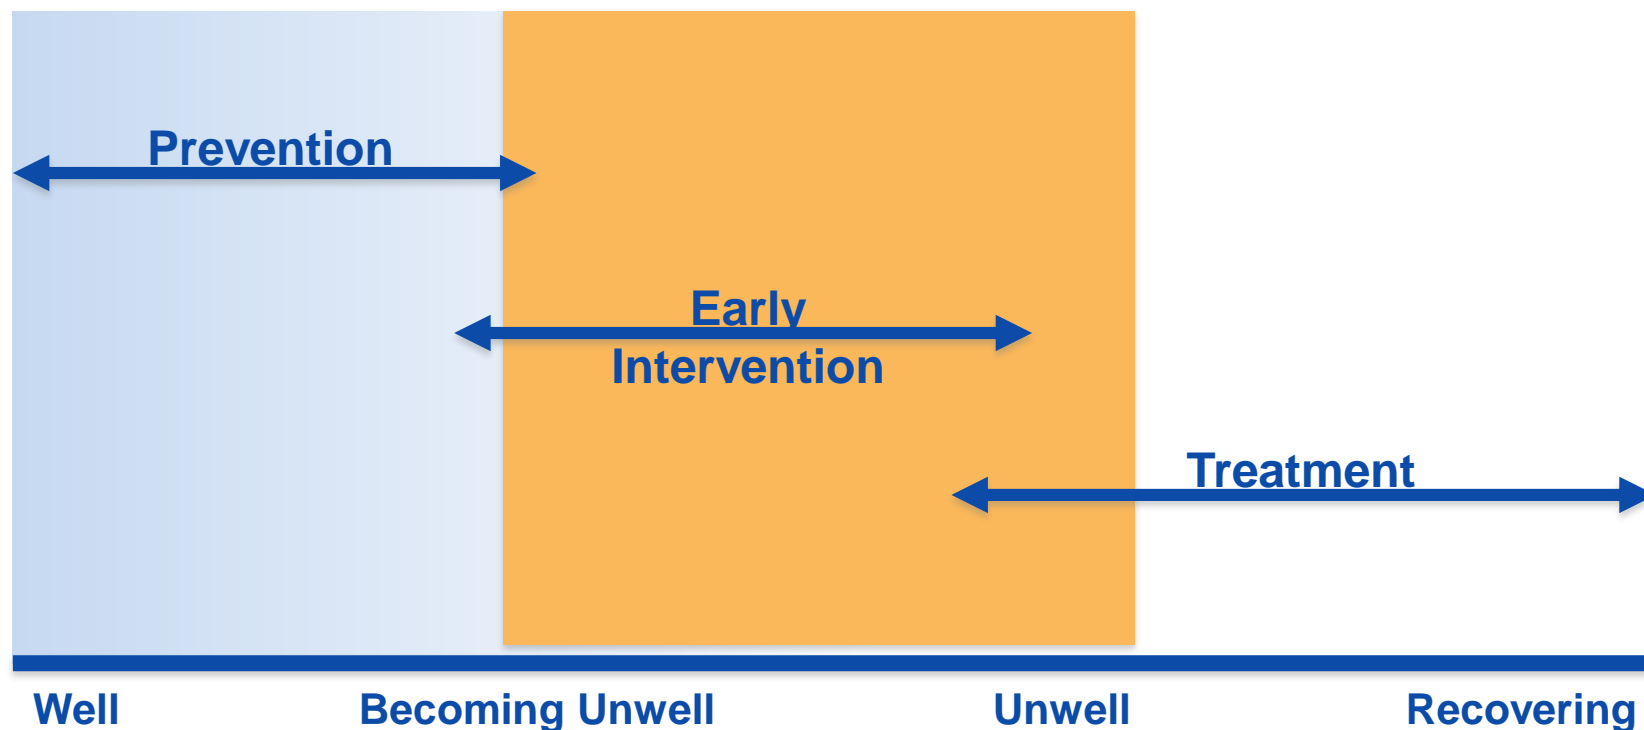 Prevention
Early
Intervention
Treatment
Well
Becoming Unwell
Unwell
Recovering